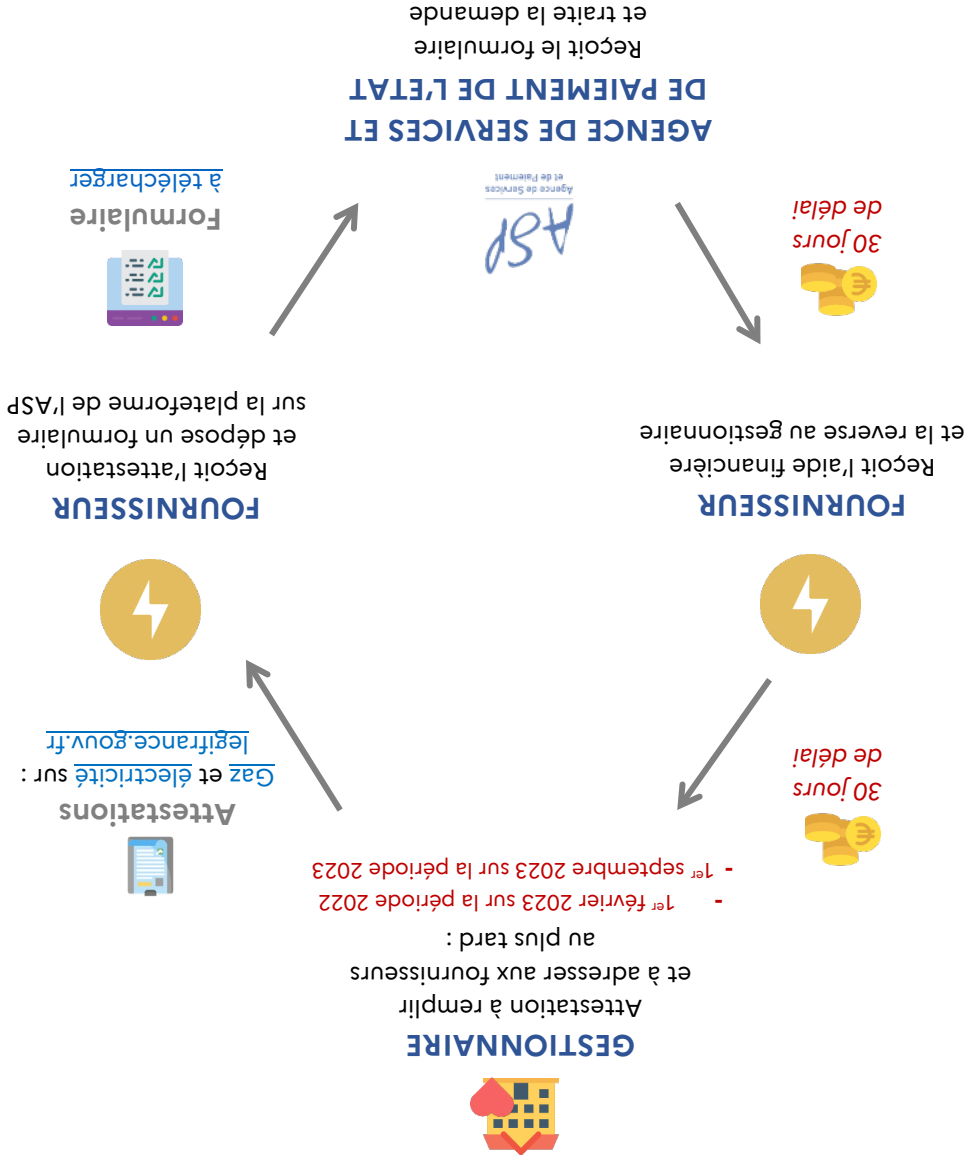 GESTIONNAIRE
Attestation à remplir
et à adresser aux fournisseurs
au plus tard :
- 1er février 2023 sur la période 2022
- 1er septembre 2023 sur la période 2023
30 jours
de délai
Attestations
Gaz et électricité sur :
legifrance.gouv.fr
FOURNISSEUR
Reçoit l'aide financière
et la reverse au gestionnaire
FOURNISSEUR
Reçoit l'attestation
et dépose un formulaire
sur la plateforme de l'ASP
30 jours
de délai
ASP
Agence de Services
et de Paiement
Formulaire
à télécharger
AGENCE DE SERVICES ET
DE PAIEMENT DE L'ETAT
Reçoit le formulaire
et traite la demande